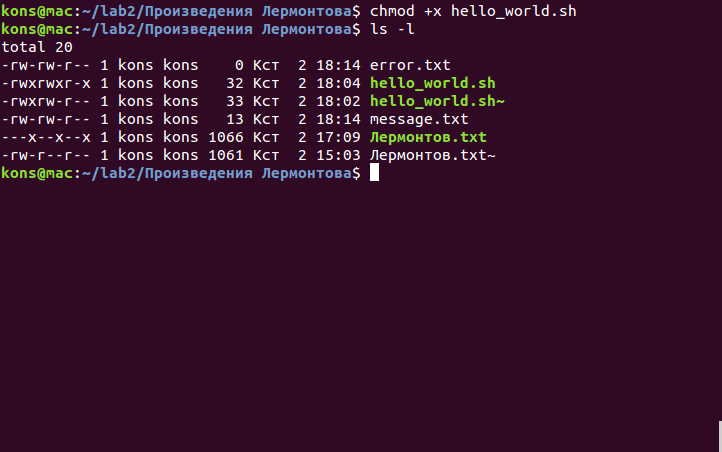 kons@mac:~/lab2/Произведения Лермонтова$ chmod +x hello_world.sh
kons@mac:~/lab2/Произведения Лермонтова$ ls -l
total 20
-rw-rw-r-- 1 kons kons    0 Кст  2 18:14 error.txt
-rwxrwxr-x 1 kons kons   32 Кст  2 18:04 hello_world.sh
-rwxrwxr-x 1 kons kons   33 Кст  2 18:02 hello_world.sh~
-rw-rw-r-- 1 kons kons   13 Кст  2 18:14 message.txt
---x--x--x 1 kons kons 1066 Кст  2 17:09 Лермонтов.txt
-rw-r--r-- 1 kons kons 1061 Кст  2 15:03 Лермонтов.txt~
kons@mac:~/lab2/Произведения Лермонтова$